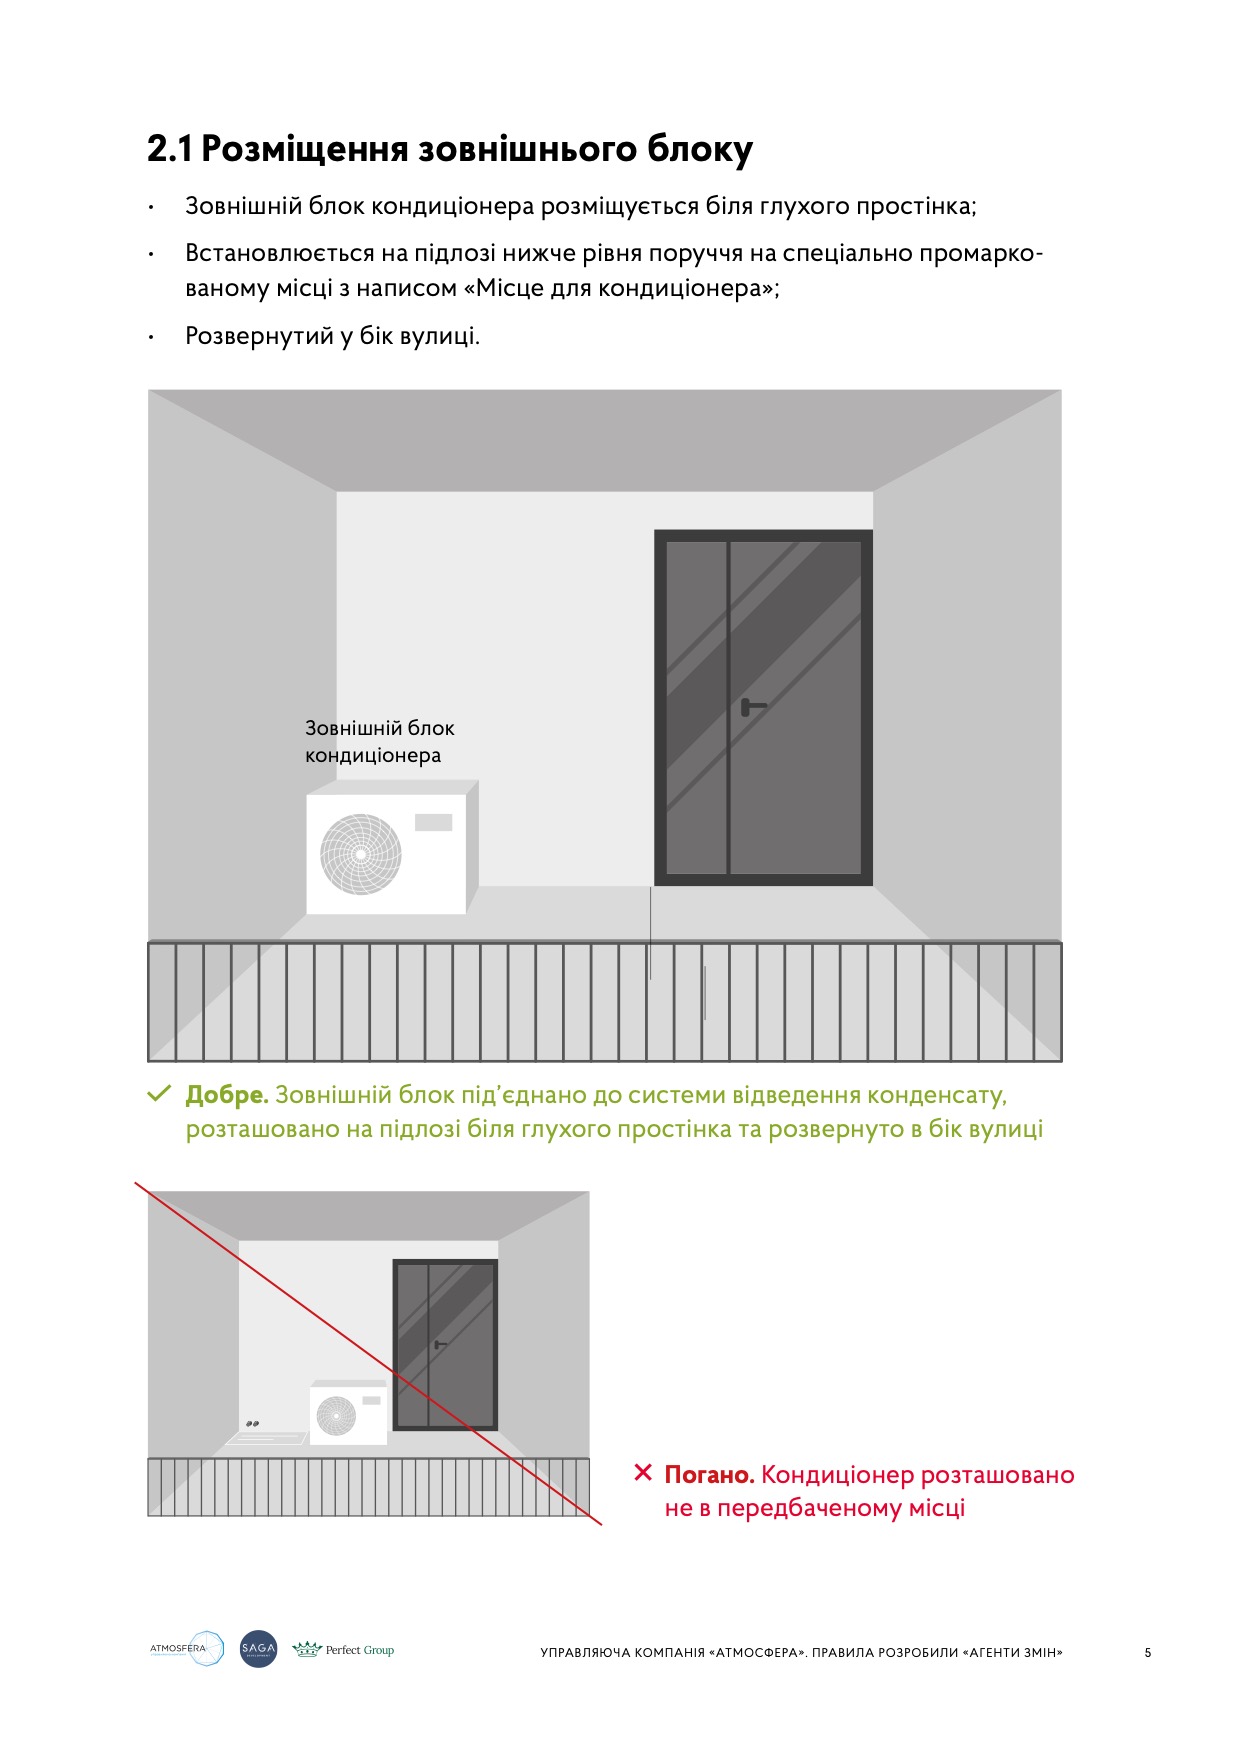 2.1 Розміщення зовнішнього блоку
• Зовнішній блок кондиціонера розміщується біля глухого простінка;
• Встановлюється на підлозі нижче рівня поруччя на спеціально промарко-
ваному місці з написом «Місце для кондиціонера»;
• Розвернутий у бік вулиці.
Зовнішній блок
кондиціонера
Добре. Зовнішній блок під’єднано до системи відведення конденсату,
розташовано на підлозі біля глухого простінка та розвернуто в бік вулиці
Погано. Кондиціонер розташовано
не в передбаченому місці
ATMOSFERA
SAGA
DEVELOPMENT
Perfect Group
УПРАВЛЯЮЧА КОМПАНІЯ «АТМОСФЕРА». ПРАВИЛА РОЗРОБИЛИ «АГЕНТИ ЗМІН»
5